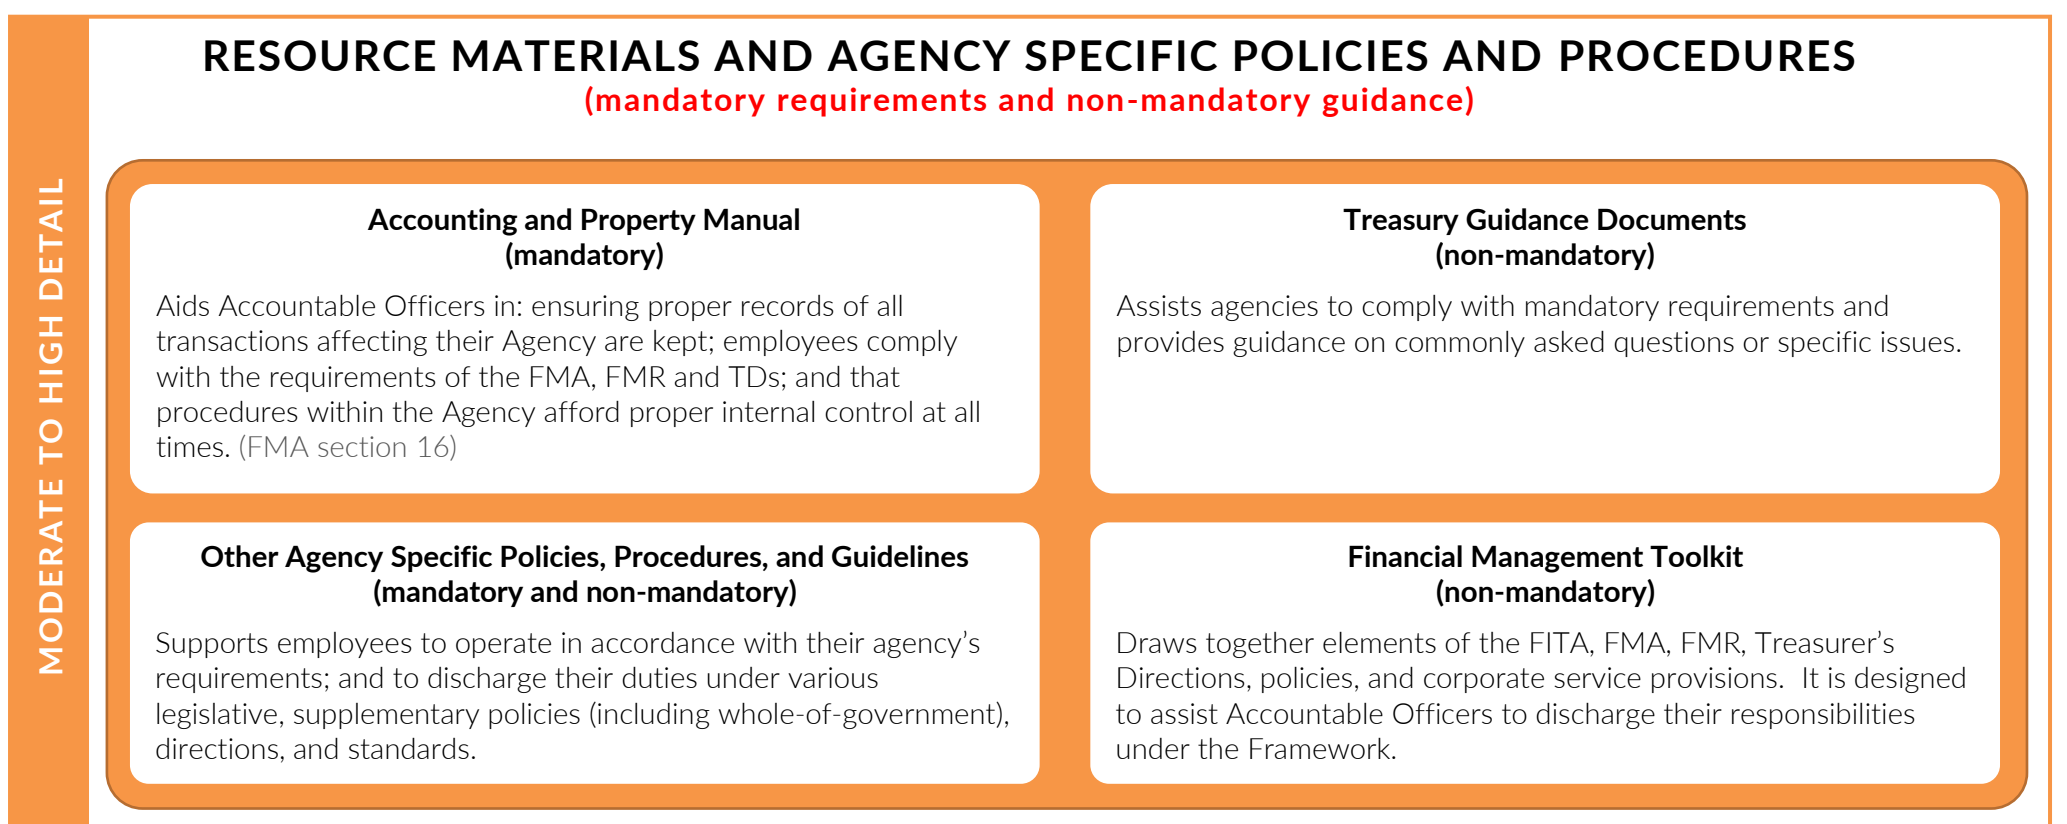 RESOURCE MATERIALS AND AGENCY SPECIFIC POLICIES AND PROCEDURES
(mandatory requirements and non-mandatory guidance)
MODERATE TO HIGH DETAIL
Accounting and Property Manual
(mandatory)
Aids Accountable Officers in: ensuring proper records of all
transactions affecting their Agency are kept; employees comply
with the requirements of the FMA, FMR and TDs; and that
procedures within the Agency afford proper internal control at all
times. (FMA section 16)
Treasury Guidance Documents
(non-mandatory)
Assists agencies to comply with mandatory requirements and
provides guidance on commonly asked questions or specific issues.
Other Agency Specific Policies, Procedures, and Guidelines
(mandatory and non-mandatory)
Supports employees to operate in accordance with their agency’s
requirements; and to discharge their duties under various
legislative, supplementary policies (including whole-of-government),
directions, and standards.
Financial Management Toolkit
(non-mandatory)
Draws together elements of the FITA, FMA, FMR, Treasurer’s
Directions, policies, and corporate service provisions.  It is designed
to assist Accountable Officers to discharge their responsibilities
under the Framework.